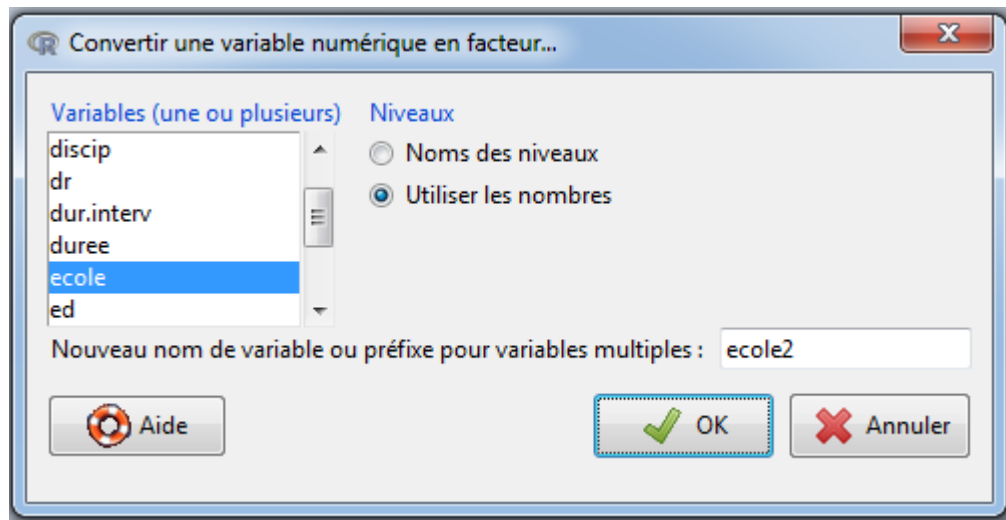 Convertir une variable numérique en facteur...
Variables (une ou plusieurs) Niveaux
discip
Noms des niveaux
dr
Utiliser les nombres
dur.interv
duree
ecole
ed
Nouveau nom de variable ou préfixe pour variables multiples : ecole2
Aide OK Annuler